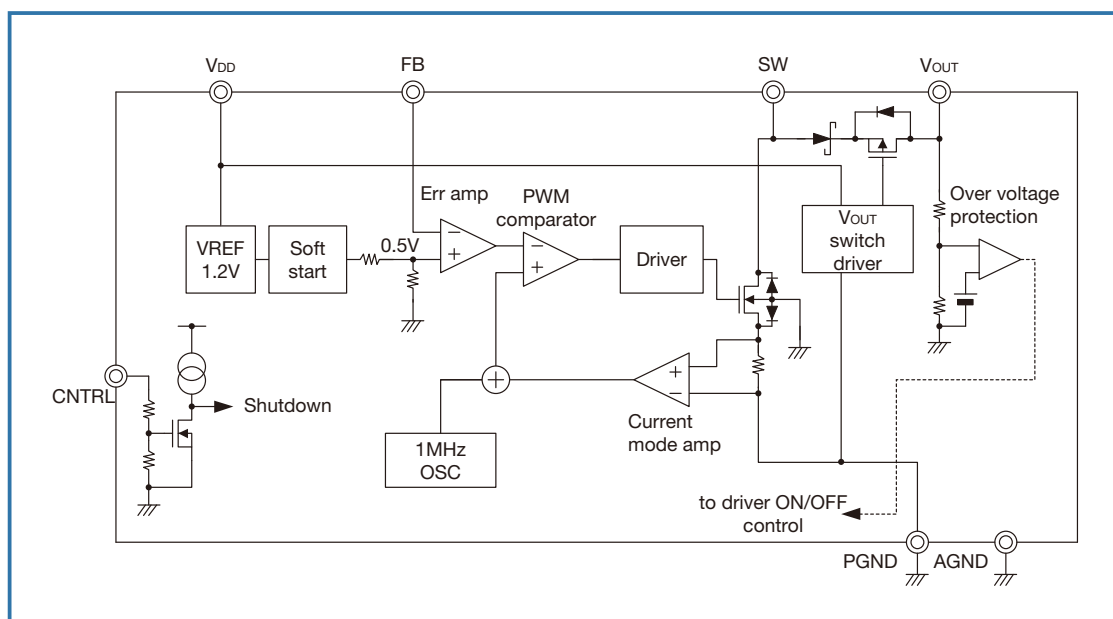 VDD
FB
SW
VOUT
Err amp
PWM
comparator
Over voltage
protection
VREF
1.2V
Soft
start
0.5V
−
+
−
+
Driver
VOUT
switch
driver
CNTRL
Shutdown
+
+
−
Current
mode amp
1MHz
OSC
to driver ON/OFF
control
PGND
AGND